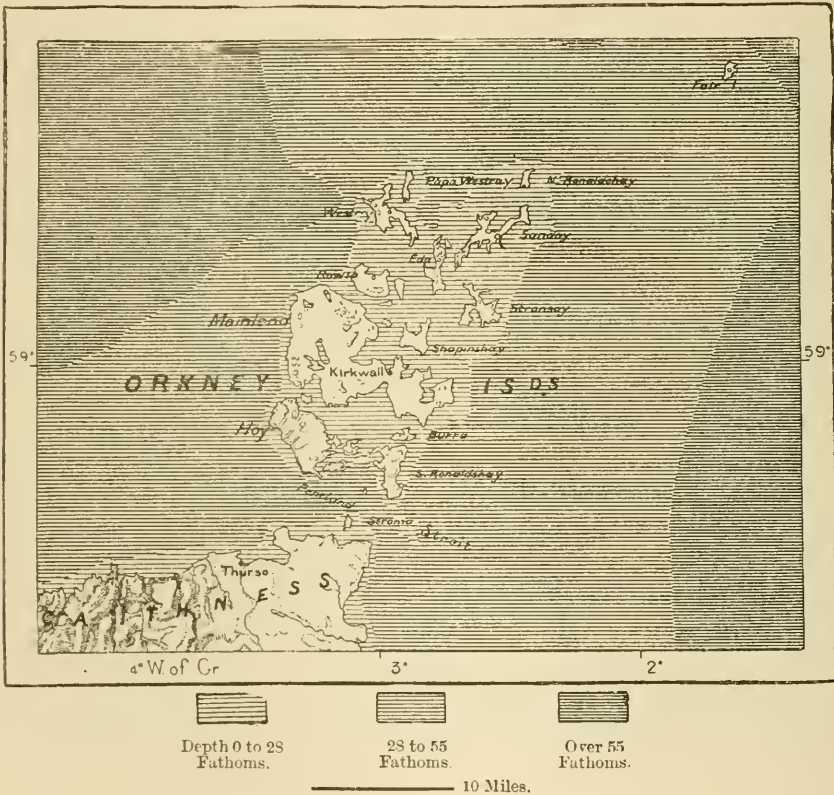 Fair I.
Papa Westray
N. Ronaldshay
Westray
Sanday
Eda
Rowsa
Stronsay
Mainland
Shapinshay
59°
59°
Kirkwall
ORKNEY ISDS
Hoy
Burra
S. Ronaldshay
Pentland Strait
Stroma
Thurso
CAITHNESS
4° W. of Gr
3°
2°
Depth 0 to 28
Fathoms.
28 to 55
Fathoms.
Over 55
Fathoms.
10 Miles.